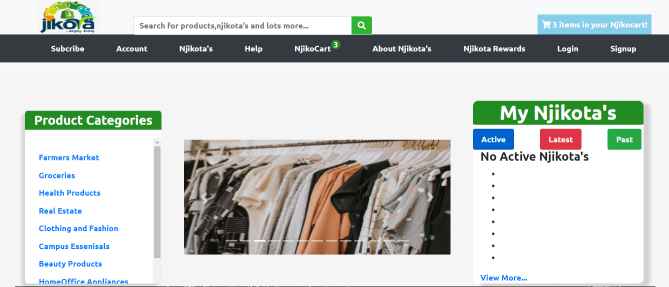 jikota
Search for products,njikota's and lots more...
3 items in your Njikocart!
Subcribe
Account
Njikota's
Help
NjikoCart 3
About Njikota's
Njikota Rewards
Login
Signup
Product Categories
Farmers Market
Groceries
Health Products
Real Estate
Clothing and Fashion
Campus Essenisals
Beauty Products
HomeOffice Appliances
My Njikota's
Active
Latest
Past
No Active Njikota's
View More...